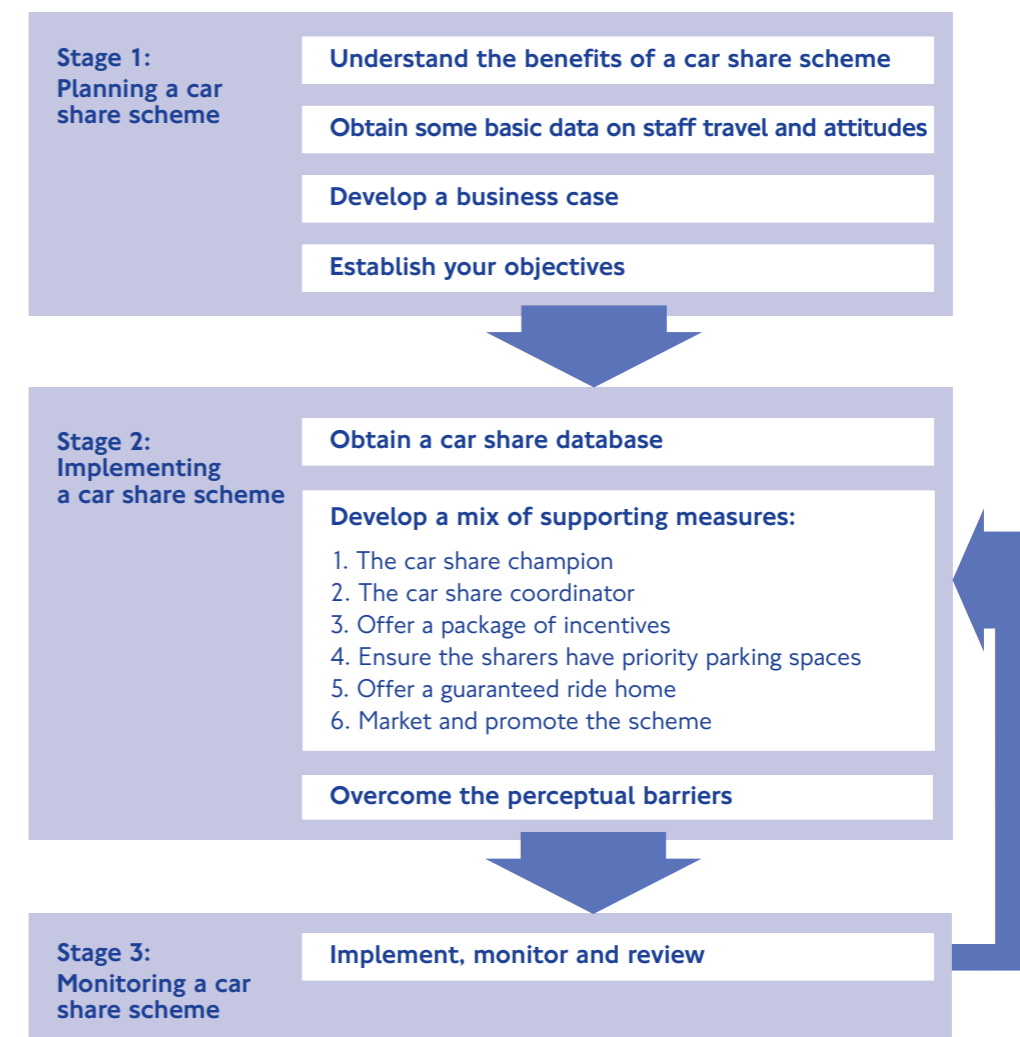 Stage 1:
Planning a car
share scheme
Understand the benefits of a car share scheme
Obtain some basic data on staff travel and attitudes
Develop a business case
Establish your objectives
Stage 2:
Implementing
a car share scheme
Obtain a car share database
Develop a mix of supporting measures:
1. The car share champion
2. The car share coordinator
3. Offer a package of incentives
4. Ensure the sharers have priority parking spaces
5. Offer a guaranteed ride home
6. Market and promote the scheme
Overcome the perceptual barriers
Stage 3:
Monitoring a car
share scheme
Implement, monitor and review